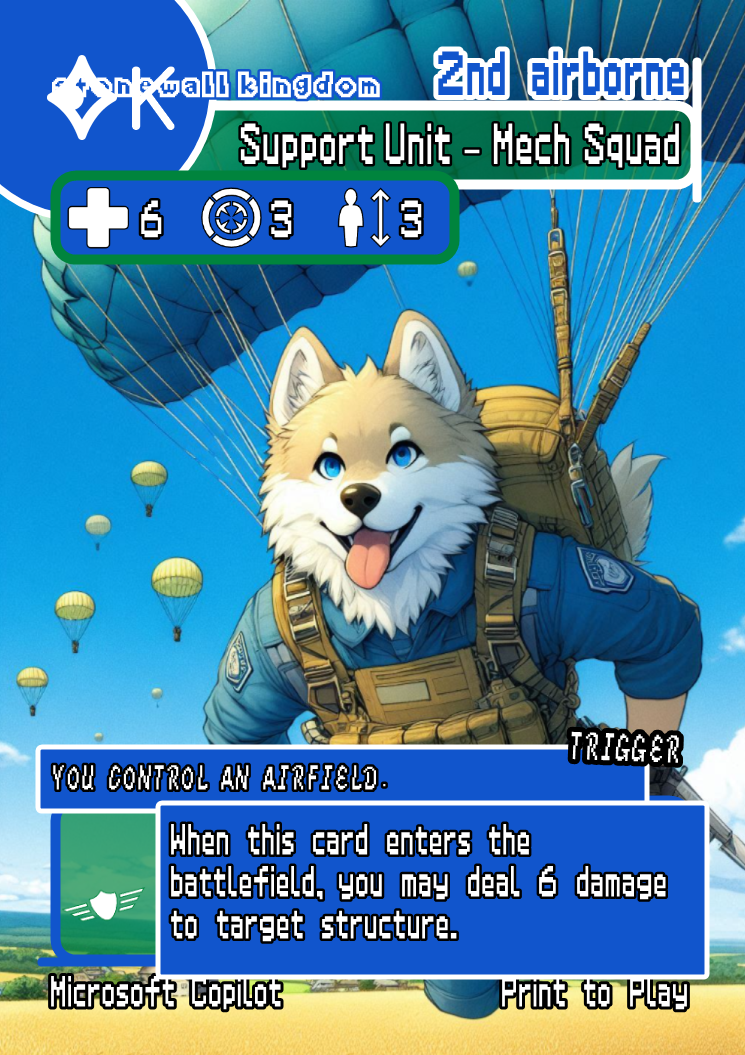 stonewall kingdom
2nd airborne
K
Support Unit - Mech Squad
6 3 3
TRIGGER
YOU CONTROL AN AIRFIELD.
When this card enters the
battlefield, you may deal 6 damage
to target structure.
Microsoft Copilot
Print to Play